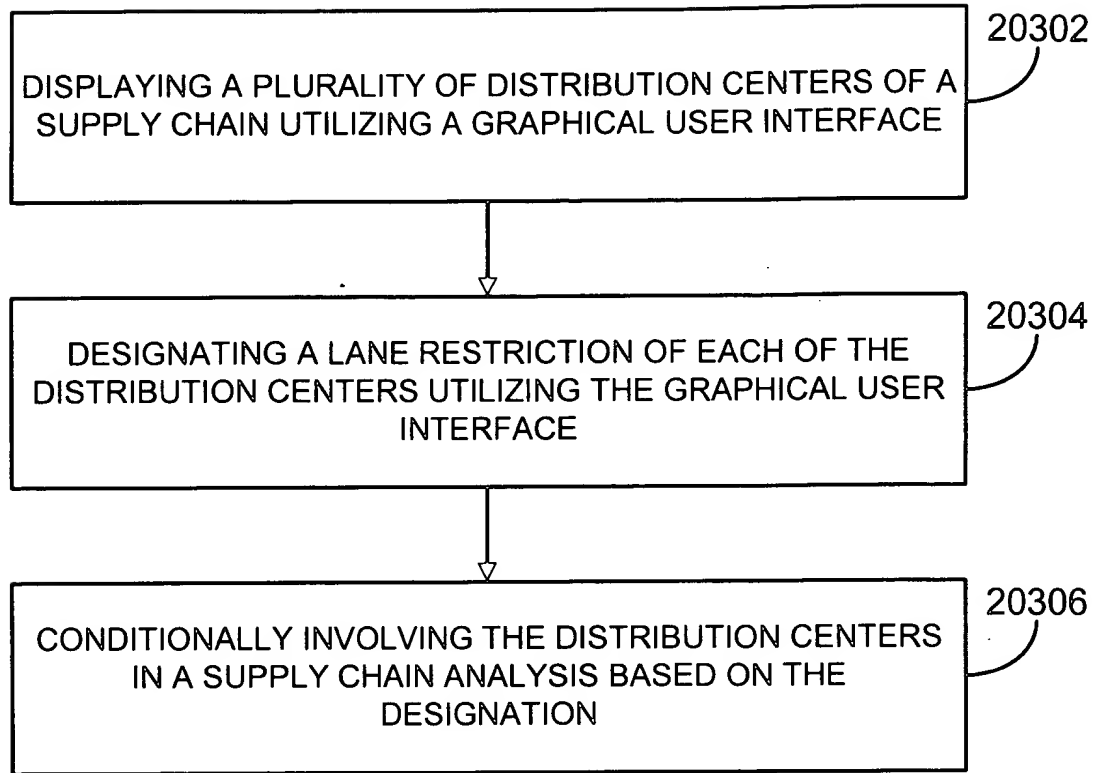 20302
DISPLAYING A PLURALITY OF DISTRIBUTION CENTERS OF A
SUPPLY CHAIN UTILIZING A GRAPHICAL USER INTERFACE
20304
DESIGNATING A LANE RESTRICTION OF EACH OF THE
DISTRIBUTION CENTERS UTILIZING THE GRAPHICAL USER
INTERFACE
20306
CONDITIONALLY INVOLVING THE DISTRIBUTION CENTERS
IN A SUPPLY CHAIN ANALYSIS BASED ON THE
DESIGNATION